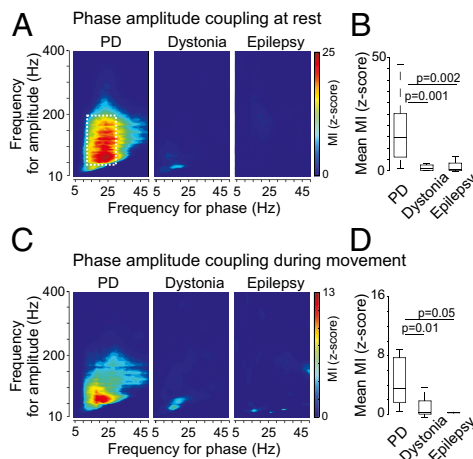 A Phase amplitude coupling at rest B
PD Dystonia Epilepsy
Frequency for amplitude (Hz)
400
200
10
5 25 45 5 25 45 5 25 45
Frequency for phase (Hz)
25
0
MI (z-score)
Mean MI (z-score)
50
0
p=0.002
p=0.001
PD
Dystonia
Epilepsy
C Phase amplitude coupling during movement D
PD Dystonia Epilepsy
Frequency for amplitude (Hz)
400
200
10
5 25 45 5 25 45 5 25 45
Frequency for phase (Hz)
13
0
MI (z-score)
Mean MI (z-score)
16
8
0
p=0.05
p=0.01
PD
Dystonia
Epilepsy